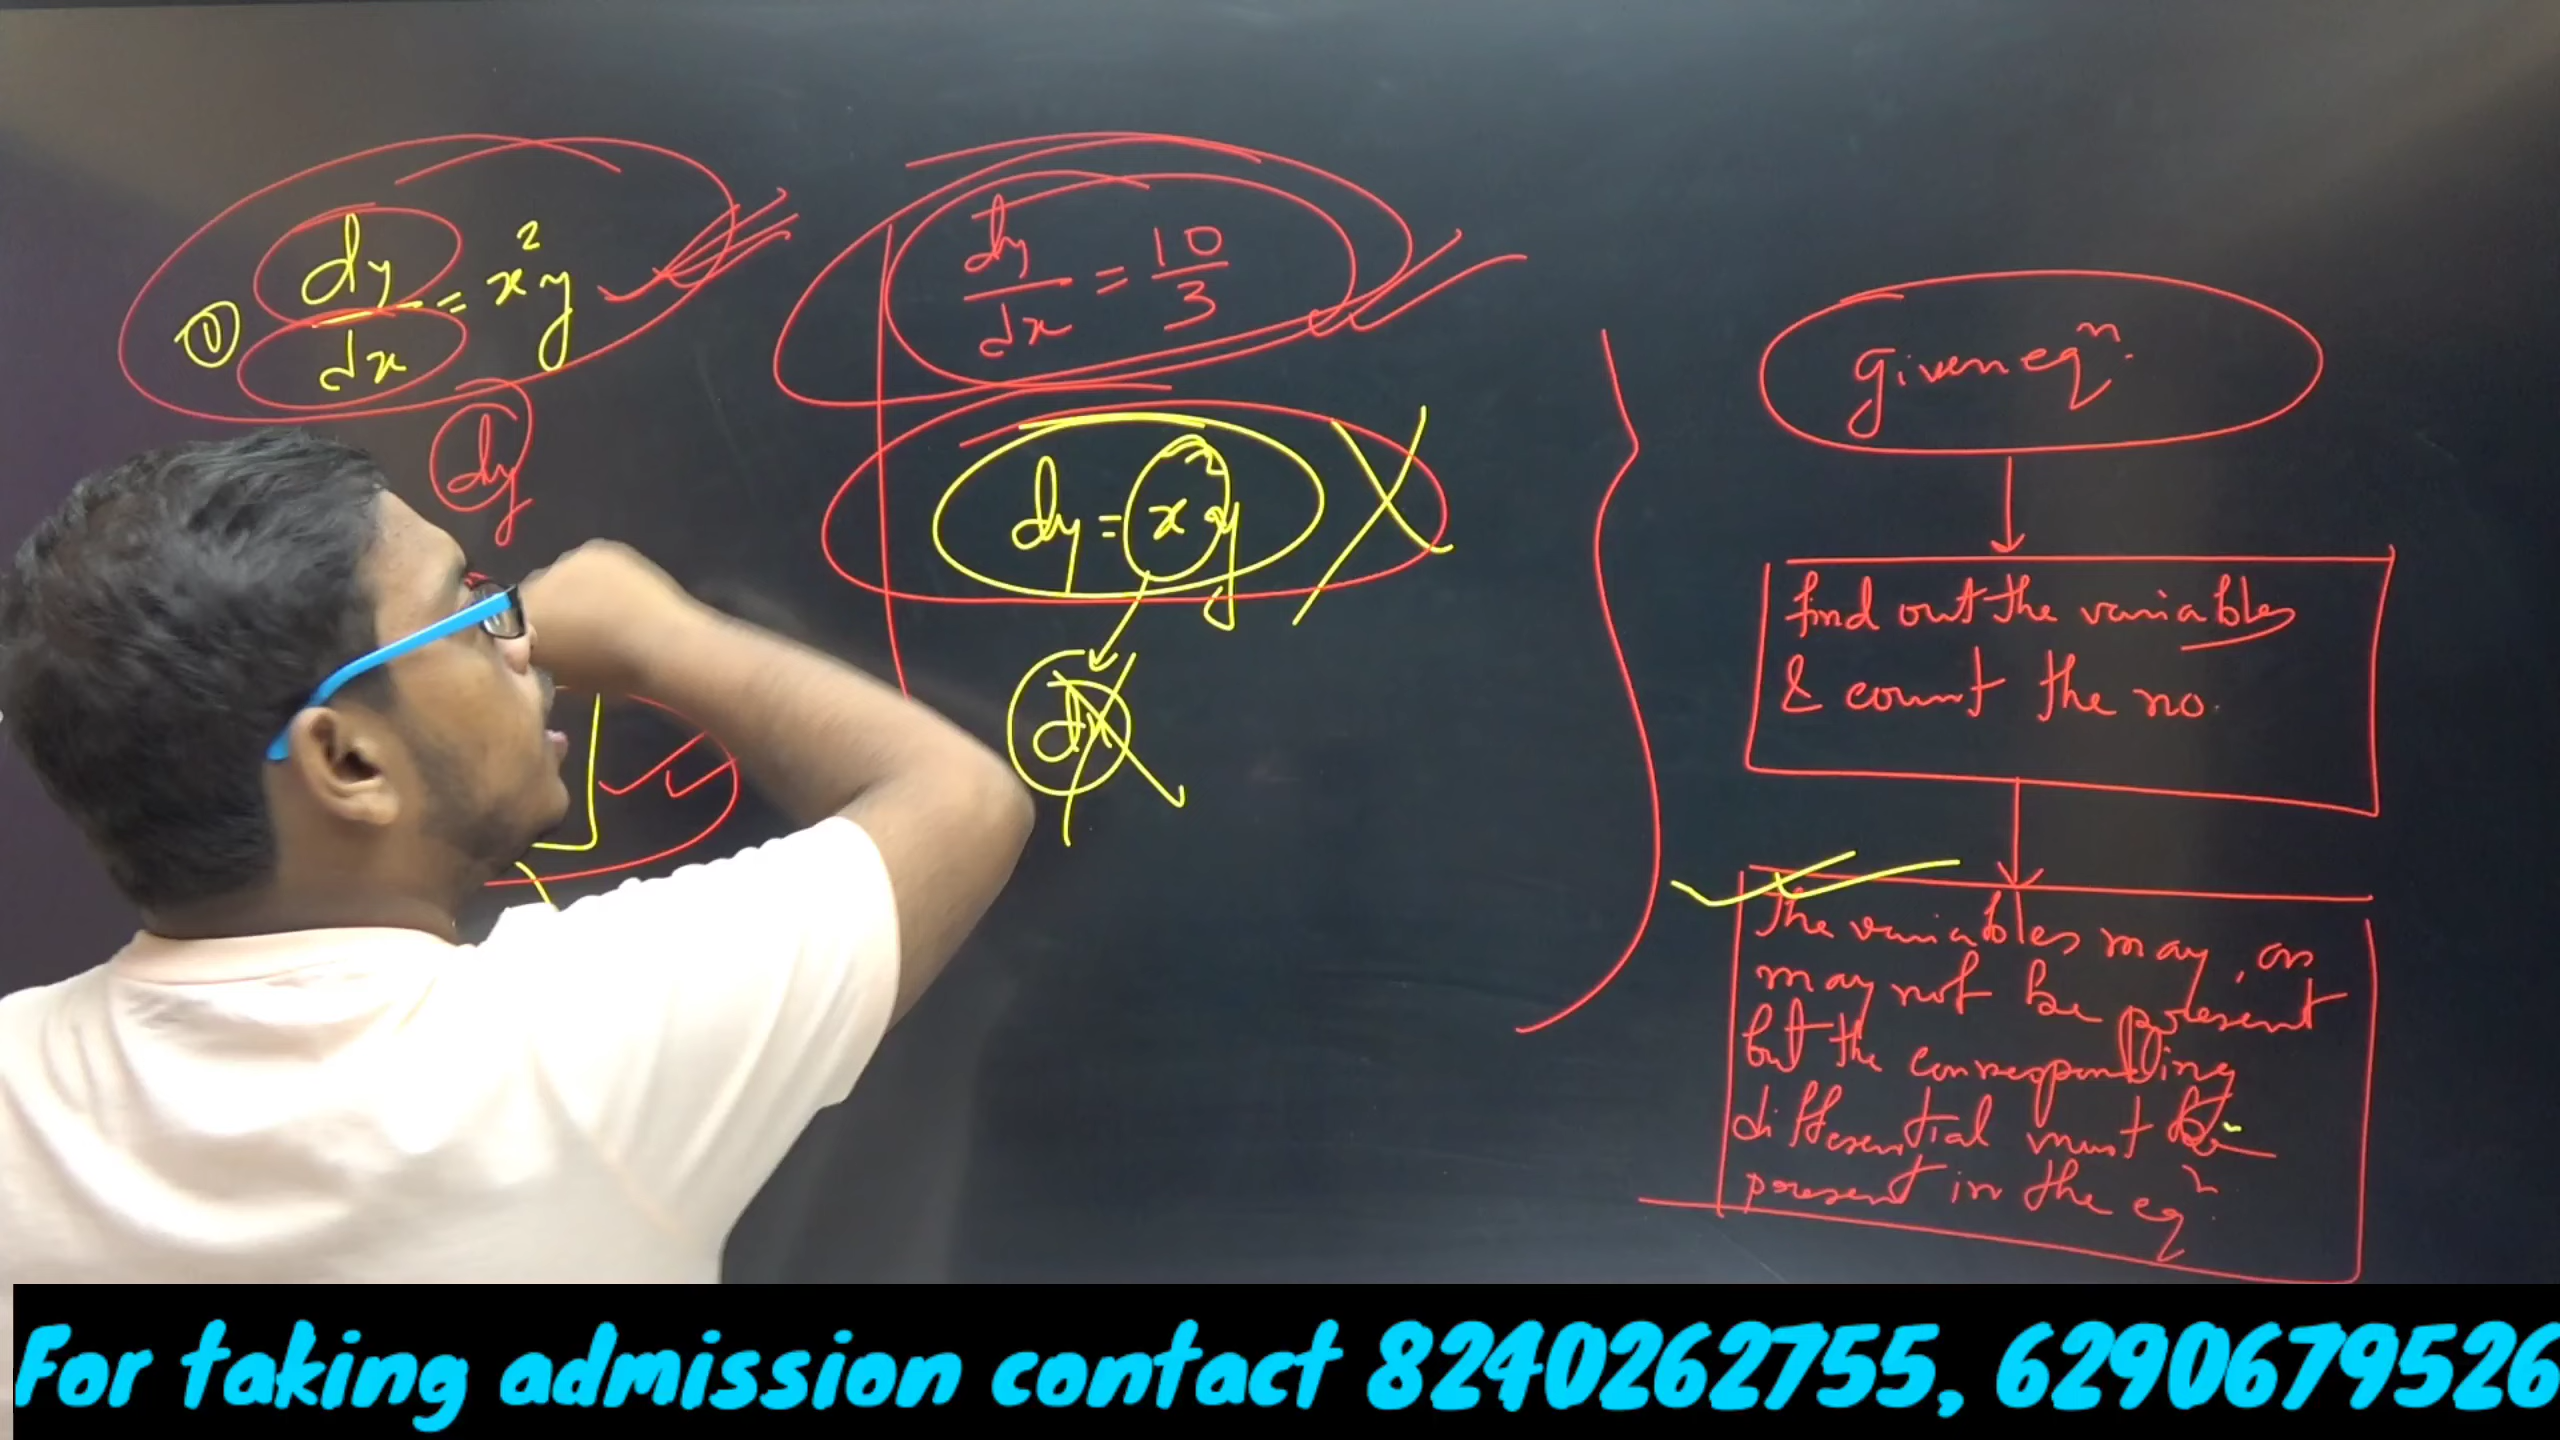 ① dy/dx = x²y
dy
dy/dx = 10/3
dy = x²y
dx
Given eqⁿ.
find out the variables
& count the no.
The variables may, or
may not be present
but the corresponding
differential must be
present in the eqⁿ.
For taking admission contact 8240262755, 6290679526